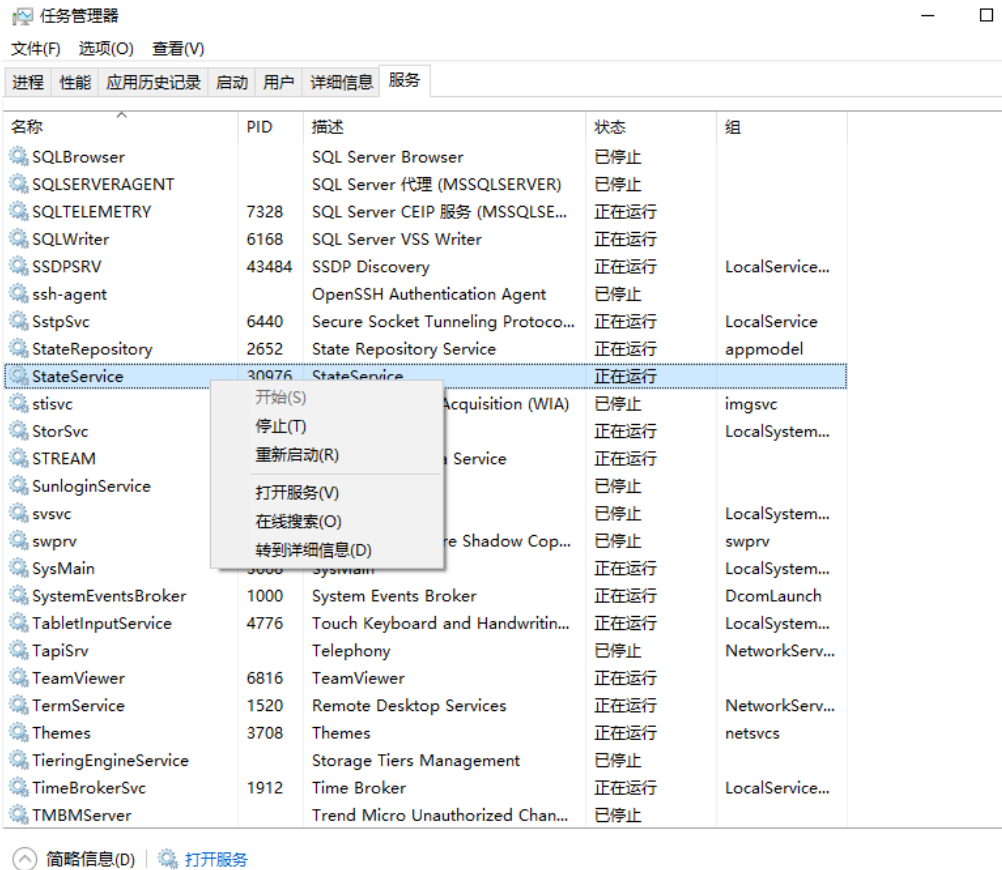 任务管理器
文件(F) 选项(O) 查看(V)
进程 性能 应用历史记录 启动 用户 详细信息 服务
名称 PID 描述 状态 组
SQLBrowser SQL Server Browser 已停止
SQLSERVERAGENT SQL Server 代理 (MSSQLSERVER) 已停止
SQLTELEMETRY 7328 SQL Server CEIP 服务 (MSSQLSE... 正在运行
SQLWriter 6168 SQL Server VSS Writer 正在运行
SSDPSRV 43484 SSDP Discovery 正在运行 LocalService...
ssh-agent OpenSSH Authentication Agent 已停止
SstpSvc 6440 Secure Socket Tunneling Protoco... 正在运行 LocalService
StateRepository 2652 State Repository Service 正在运行 appmodel
StateService 30976 StateService 正在运行
开始(S)
stisvc Acquisition (WIA) 已停止 imgsvc
停止(T)
StorSvc 正在运行 LocalSystem...
重新启动(R)
STREAM Service 正在运行
SunloginService 已停止
打开服务(V)
svsvc 已停止 LocalSystem...
在线搜索(O)
swprv re Shadow Cop... 已停止 swprv
转到详细信息(D)
SysMain SysMain 正在运行 LocalSystem...
SystemEventsBroker 1000 System Events Broker 正在运行 DcomLaunch
TabletInputService 4776 Touch Keyboard and Handwritin... 正在运行 LocalSystem...
TapiSrv Telephony 已停止 NetworkServ...
TeamViewer 6816 TeamViewer 正在运行
TermService 1520 Remote Desktop Services 正在运行 NetworkServ...
Themes 3708 Themes 正在运行 netsvcs
TieringEngineService Storage Tiers Management 已停止
TimeBrokerSvc 1912 Time Broker 正在运行 LocalService...
TMBMServer Trend Micro Unauthorized Chan... 已停止
简略信息(D) 打开服务